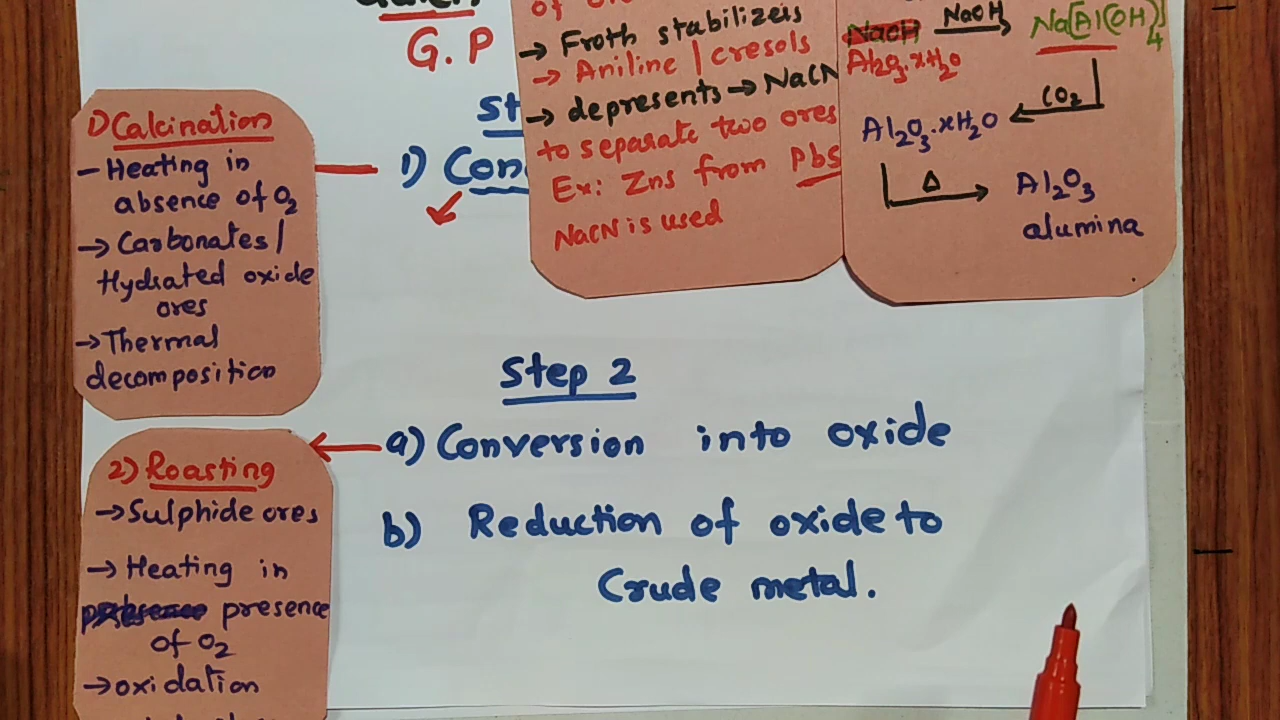 G.P
1) Calcination
- Heating in
absence of O2
→ Carbonates/
Hydrated oxide
ores
→ Thermal
decomposition
2) Roasting
→ Sulphide ores
→ Heating in
presence
of O2
→ oxidation
St
1) Con
→ Froth stabilizers
→ Aniline / cresols
→ depresents → NaCN
to separate two ores
Ex: Zns from Pbs
NaCN is used
NaOH NaOH Na[Al(OH)]4
Al2O3.xH2O
CO2
Al2O3.xH2O
Δ Al2O3
alumina
Step 2
a) Conversion into oxide
b) Reduction of oxide to
Crude metal.